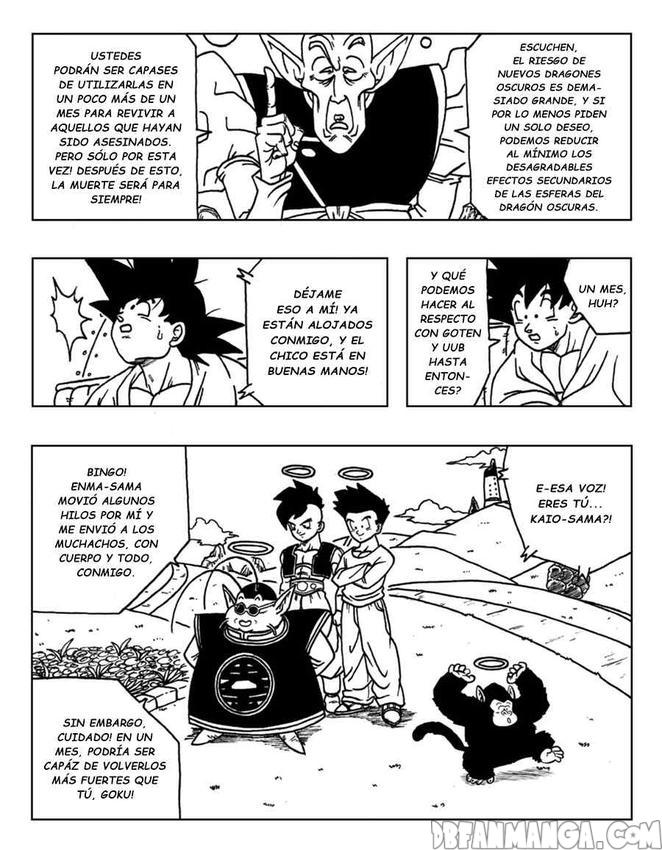 ESCUCHEN,
EL RIESGO DE
NUEVOS DRAGONES
OSCUROS ES DEMA-
SIADO GRANDE, Y SI
POR LO MENOS PIDEN
UN SOLO DESEO,
PODEMOS REDUCIR
AL MÍNIMO LOS
DESAGRADABLES
EFECTOS SECUNDARIOS
DE LAS ESFERAS DEL
DRAGÓN OSCURAS.
USTEDES
PODRÁN SER CAPASES
DE UTILIZARLAS EN
UN POCO MÁS DE UN
MES PARA REVIVIR A
AQUELLOS QUE HAYAN
SIDO ASESINADOS.
PERO SÓLO POR ESTA
VEZ! DESPUÉS DE ESTO,
LA MUERTE SERÁ PARA
SIEMPRE!
UN MES,
HUH?
Y QUÉ
PODEMOS
HACER AL
RESPECTO
CON GOTEN
Y UUB
HASTA
ENTON-
CES?
DÉJAME
ESO A MÍ! YA
ESTÁN ALOJADOS
CONMIGO, Y EL
CHICO ESTÁ EN
BUENAS MANOS!
E-ESA VOZ!
ERES TÚ...
KAIO-SAMA?!
BINGO!
ENMA-SAMA
MOVIÓ ALGUNOS
HILOS POR MÍ Y
ME ENVIÓ A LOS
MUCHACHOS, CON
CUERPO Y TODO,
CONMIGO.
SIN EMBARGO,
CUIDADO! EN UN
MES, PODRÍA SER
CAPÁZ DE VOLVERLOS
MÁS FUERTES QUE
TÚ, GOKU!
DBFANMANGA.COM